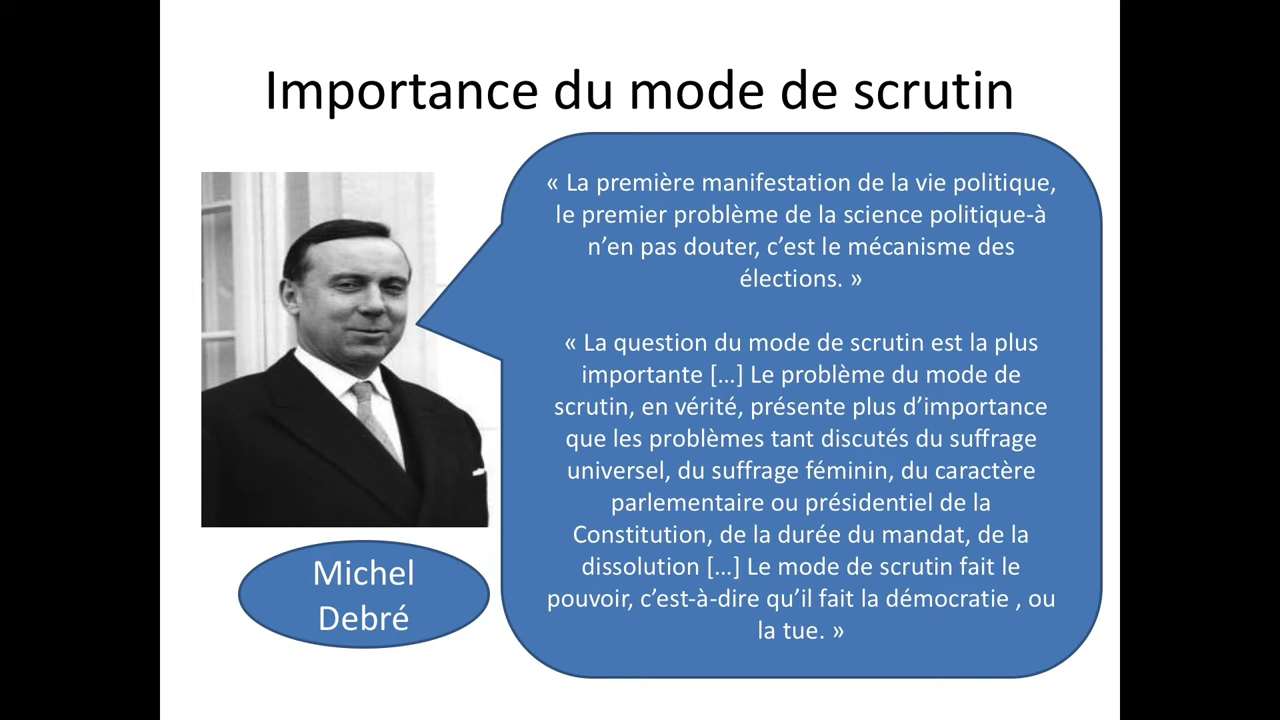 Importance du mode de scrutin
« La première manifestation de la vie politique,
le premier problème de la science politique-à
n’en pas douter, c’est le mécanisme des
élections. »
« La question du mode de scrutin est la plus
importante […] Le problème du mode de
scrutin, en vérité, présente plus d’importance
que les problèmes tant discutés du suffrage
universel, du suffrage féminin, du caractère
parlementaire ou présidentiel de la
Constitution, de la durée du mandat, de la
dissolution […] Le mode de scrutin fait le
pouvoir, c’est-à-dire qu’il fait la démocratie , ou
la tue. »
Michel
Debré